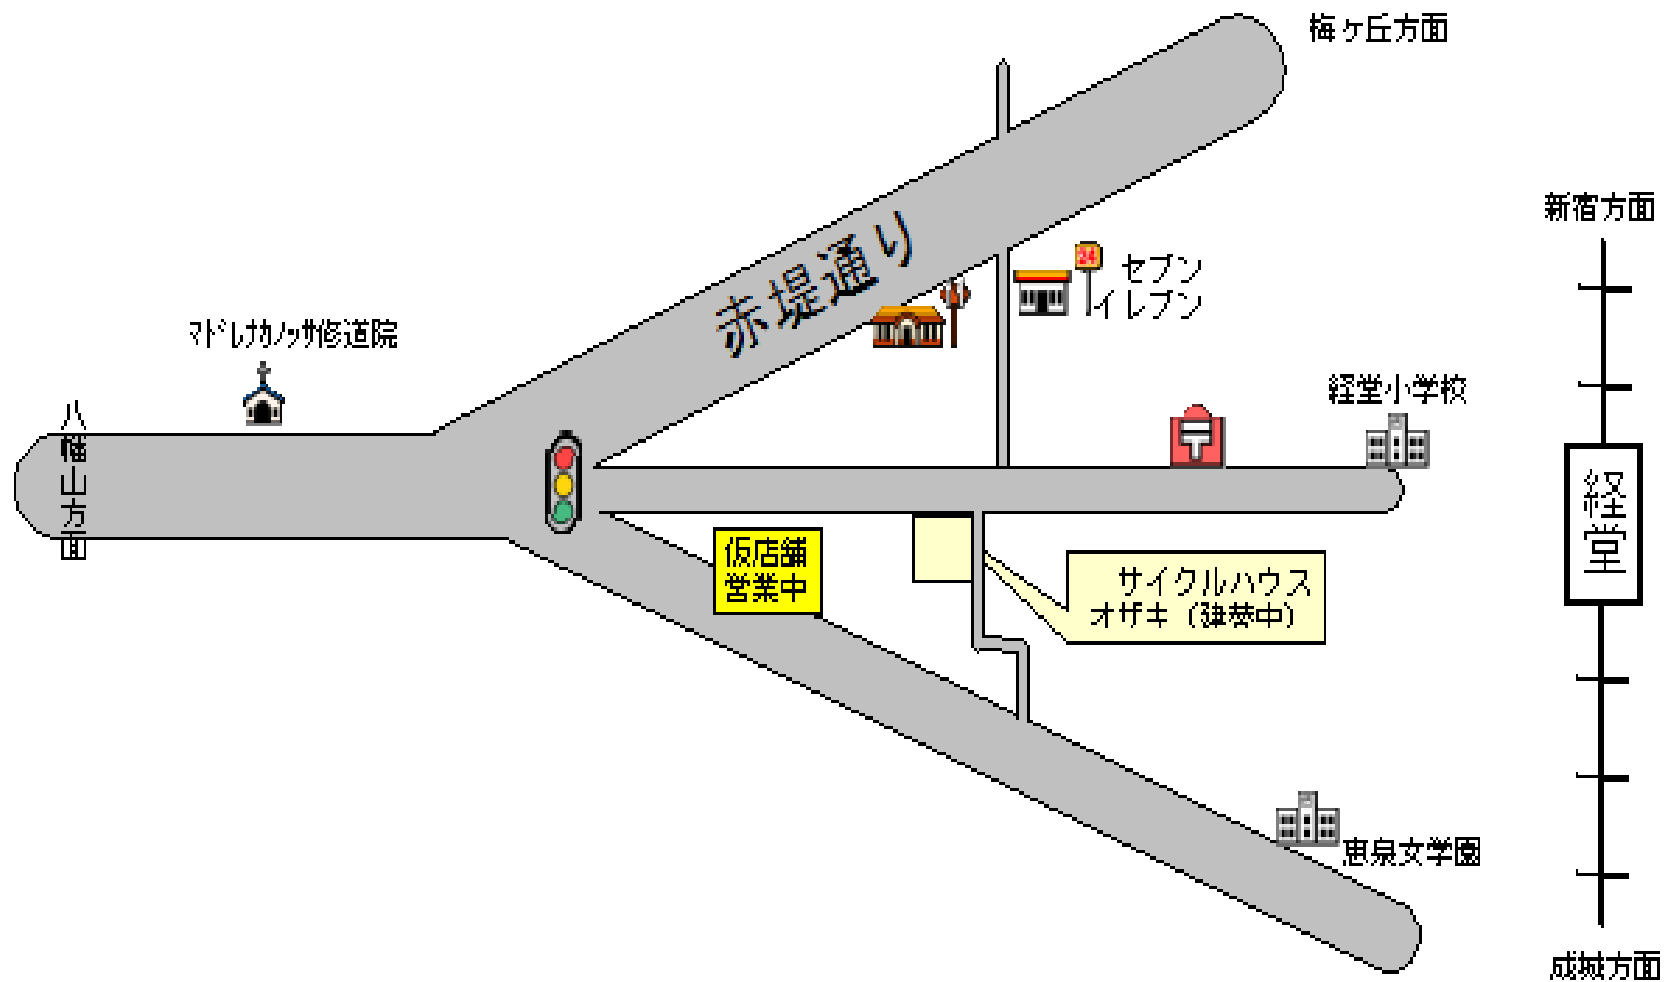 梅ヶ丘方面
新宿方面
赤堤通り
24
セブン
イレブン
マドレカノッサ修道院
経堂小学校
八幡山方面
経堂
仮店舗
営業中
サイクルハウス
オザキ（建築中）
恵泉女学園
成城方面